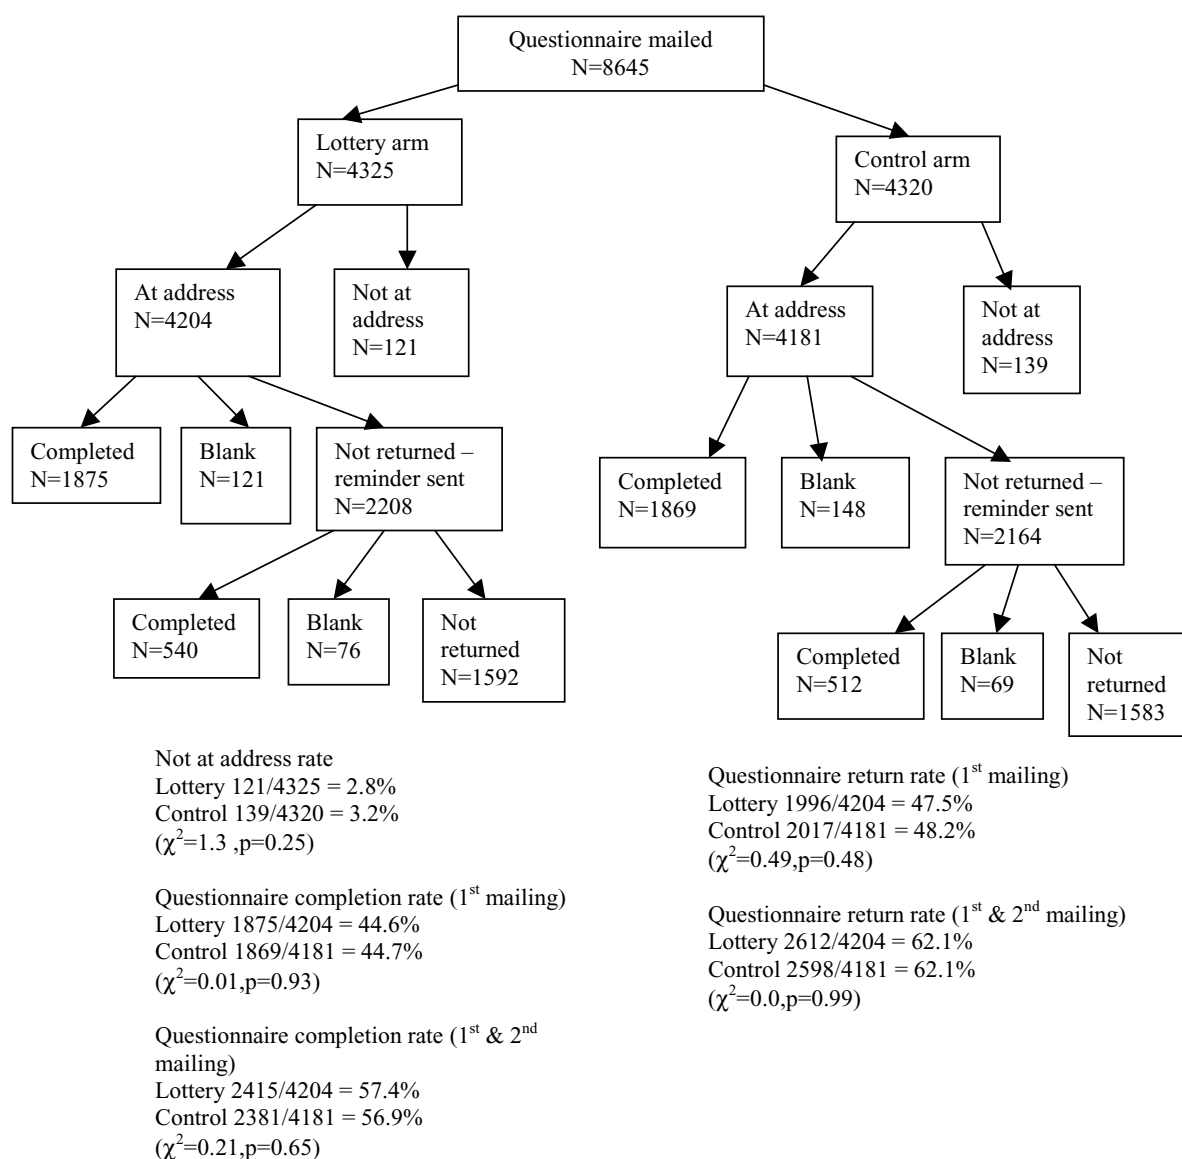 Questionnaire mailed
N=8645
Lottery arm
N=4325
Control arm
N=4320
At address
N=4204
Not at
address
N=121
At address
N=4181
Not at
address
N=139
Completed
N=1875
Blank
N=121
Not returned –
reminder sent
N=2208
Completed
N=1869
Blank
N=148
Not returned –
reminder sent
N=2164
Completed
N=540
Blank
N=76
Not
returned
N=1592
Completed
N=512
Blank
N=69
Not
returned
N=1583
Not at address rate
Lottery 121/4325 = 2.8%
Control 139/4320 = 3.2%
(χ²=1.3 ,p=0.25)
Questionnaire completion rate (1st mailing)
Lottery 1875/4204 = 44.6%
Control 1869/4181 = 44.7%
(χ²=0.01,p=0.93)
Questionnaire completion rate (1st & 2nd
mailing)
Lottery 2415/4204 = 57.4%
Control 2381/4181 = 56.9%
(χ²=0.21,p=0.65)
Questionnaire return rate (1st mailing)
Lottery 1996/4204 = 47.5%
Control 2017/4181 = 48.2%
(χ²=0.49,p=0.48)
Questionnaire return rate (1st & 2nd mailing)
Lottery 2612/4204 = 62.1%
Control 2598/4181 = 62.1%
(χ²=0.0,p=0.99)